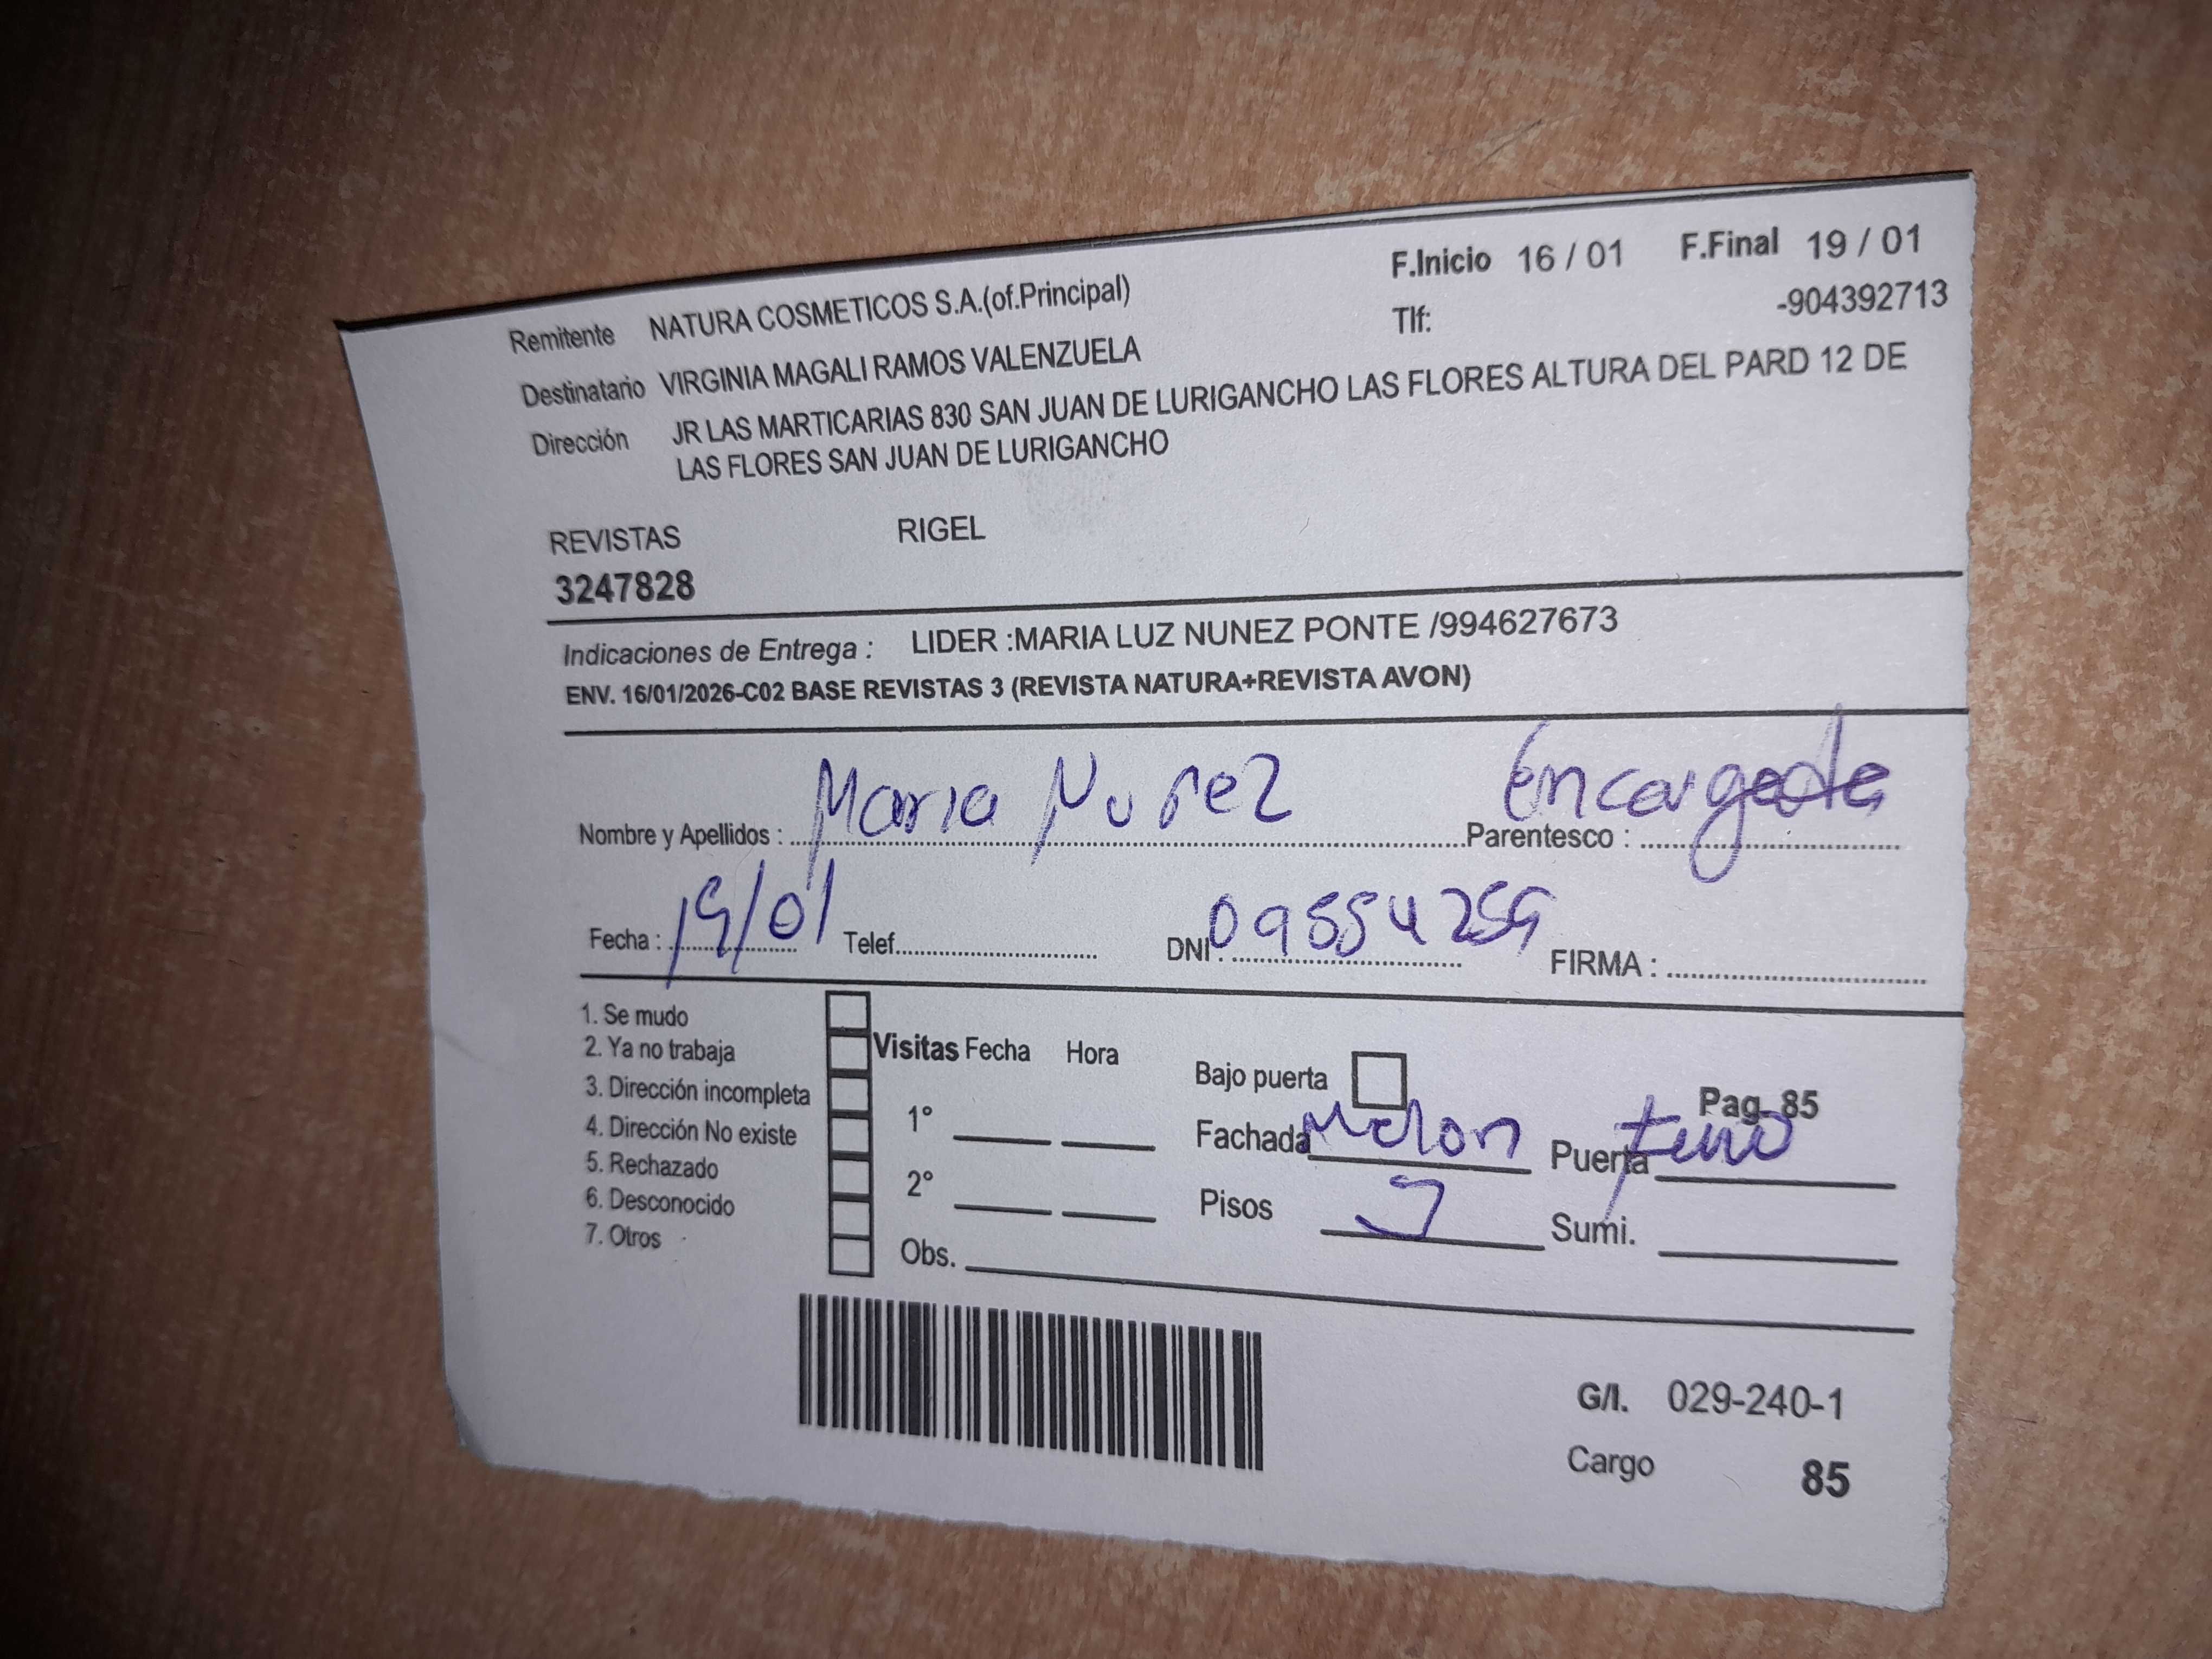 F.Inicio 16 / 01 F.Final 19 / 01
Remitente NATURA COSMETICOS S.A.(of.Principal) Tlf: -904392713
Destinatario VIRGINIA MAGALI RAMOS VALENZUELA
Dirección JR LAS MARTICARIAS 830 SAN JUAN DE LURIGANCHO LAS FLORES ALTURA DEL PARD 12 DE
LAS FLORES SAN JUAN DE LURIGANCHO
REVISTAS RIGEL
3247828
Indicaciones de Entrega : LIDER :MARIA LUZ NUNEZ PONTE /994627673
ENV. 16/01/2026-C02 BASE REVISTAS 3 (REVISTA NATURA+REVISTA AVON)
Nombre y Apellidos : Maria Nuñez Parentesco : Encargada
Fecha : 19/01 Telef. DNI : 09554259 FIRMA :
1. Se mudo
2. Ya no trabaja Visitas Fecha Hora
Bajo puerta Pag. 85
3. Dirección incompleta
4. Dirección No existe 1° Fachada Melon Puerta
5. Rechazado
6. Desconocido 2° Pisos Sumi.
7. Otros Obs.
G/I. 029-240-1
Cargo 85